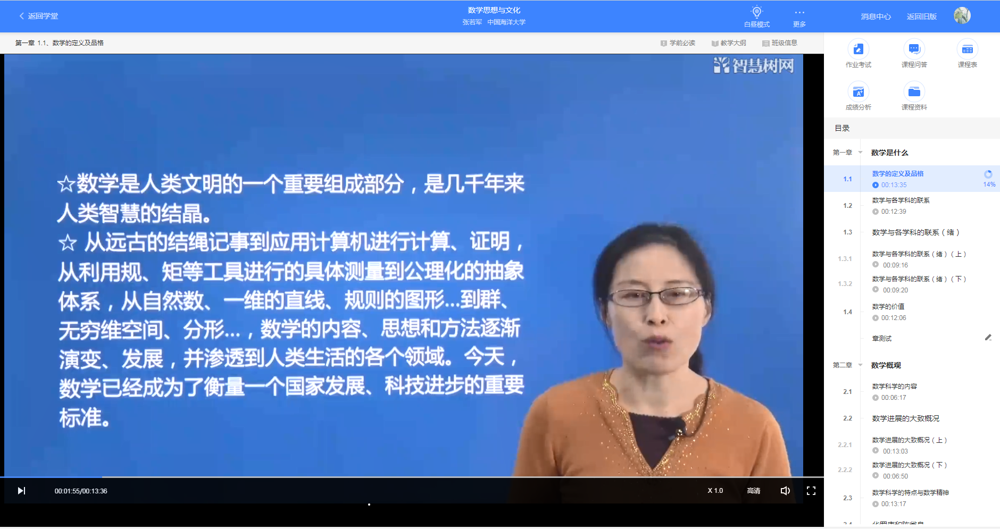 返回学堂
数学思想与文化
张若军 中国海洋大学
白昼模式
更多
消息中心
返回旧版
第一章 1.1、数学的定义及品格
学前必读
教学大纲
班级信息
智慧树网
☆数学是人类文明的一个重要组成部分，是几千年来
人类智慧的结晶。
☆ 从远古的结绳记事到应用计算机进行计算、证明，
从利用规、矩等工具进行的具体测量到公理化的抽象
体系，从自然数、一维的直线、规则的图形...到群、
无穷维空间、分形...，数学的内容、思想和方法逐渐
演变、发展，并渗透到人类生活的各个领域。今天，
数学已经成为了衡量一个国家发展、科技进步的重要
标准。
00:01:55/00:13:36
X 1.0
高清
作业考试
课程问答
课程表
成绩分析
课程资料
目录
第一章 数学是什么
1.1 数学的定义及品格
00:13:35
14%
1.2 数学与各学科的联系
00:12:39
1.3 数学与各学科的联系（绪）
1.3.1 数学与各学科的联系（绪）（上）
00:09:16
1.3.2 数学与各学科的联系（绪）（下）
00:09:20
1.4 数学的价值
00:12:06
章测试
第二章 数学概观
2.1 数学科学的内容
00:06:17
2.2 数学进展的大致概况
2.2.1 数学进展的大致概况（上）
00:13:03
2.2.2 数学进展的大致概况（下）
00:06:50
2.3 数学科学的特点与数学精神
00:13:17